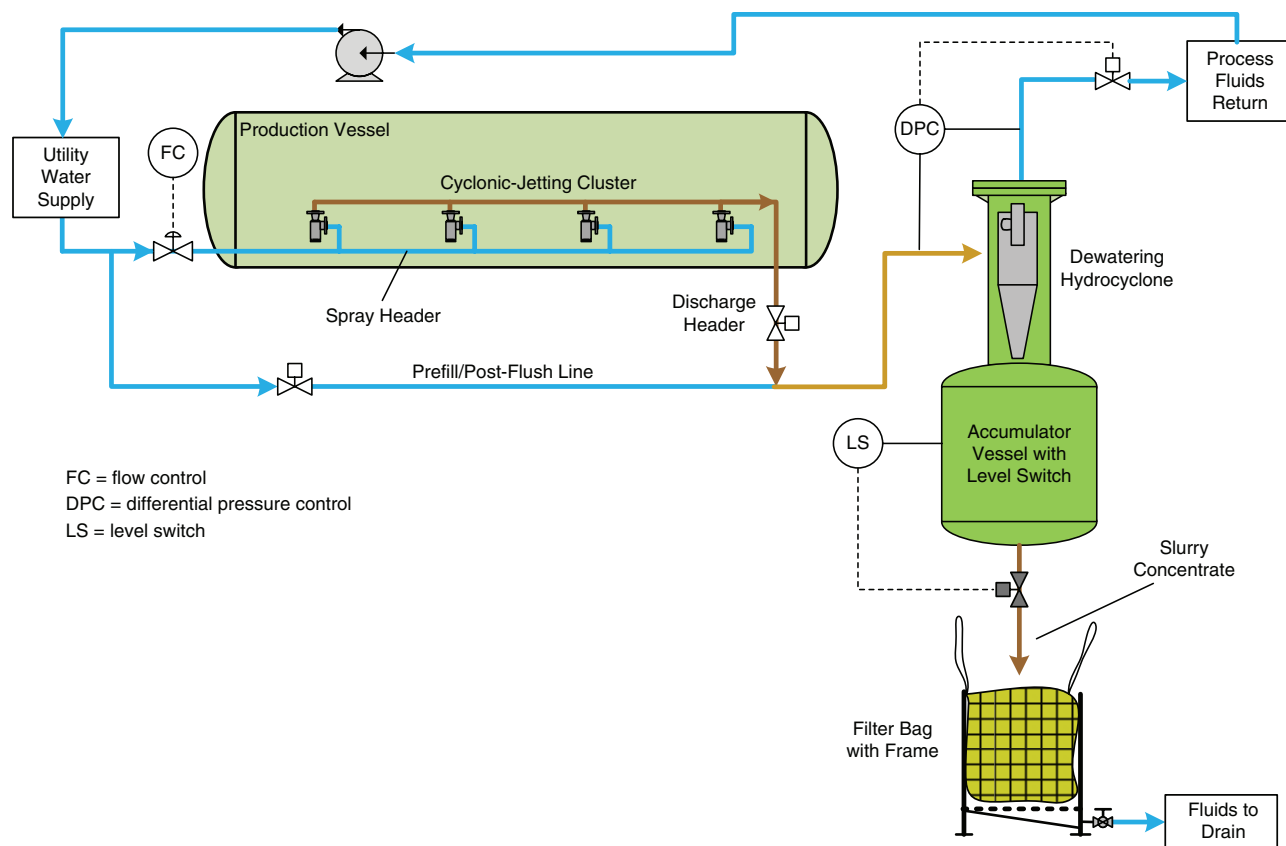 Process
Fluids
Return
Production Vessel
FC
DPC
Utility
Water
Supply
Cyclonic-Jetting Cluster
Dewatering
Hydrocyclone
Spray Header
Discharge
Header
Prefill/Post-Flush Line
LS
Accumulator
Vessel with
Level Switch
FC = flow control
DPC = differential pressure control
LS = level switch
Slurry
Concentrate
Filter Bag
with Frame
Fluids to
Drain